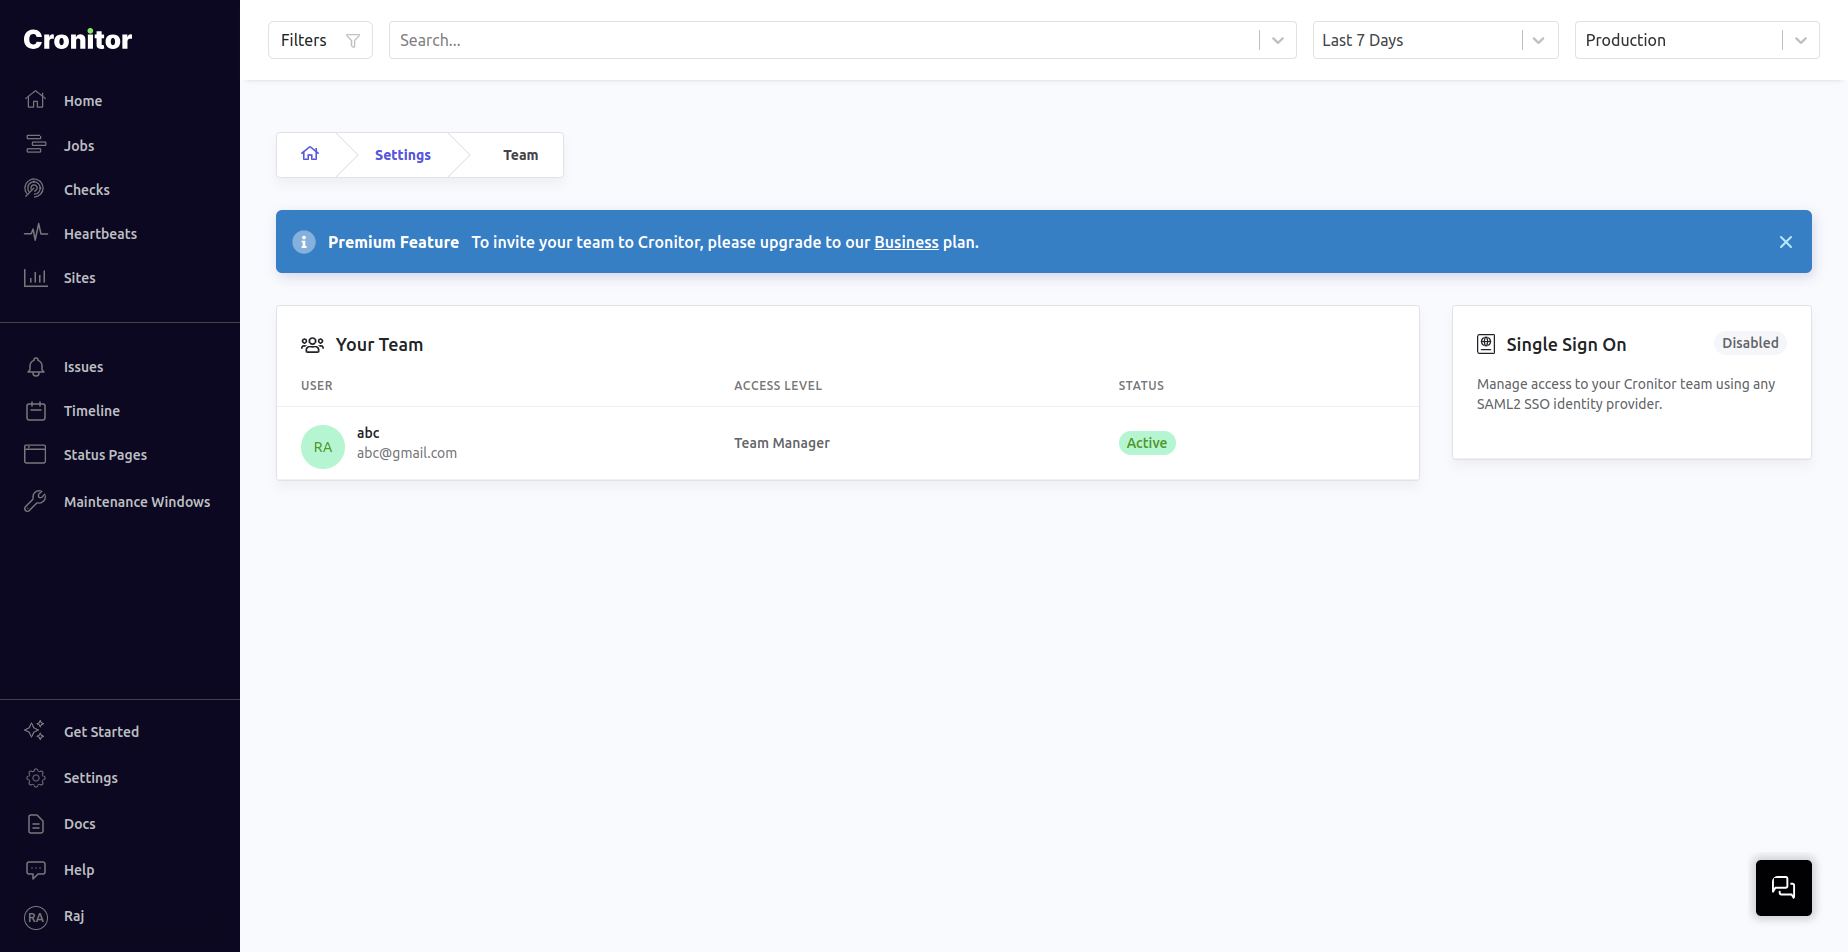 Cronitor
Home
Jobs
Checks
Heartbeats
Sites
Issues
Timeline
Status Pages
Maintenance Windows
Get Started
Settings
Docs
Help
RA Raj
Filters Search... Last 7 Days Production
Settings Team
Premium Feature To invite your team to Cronitor, please upgrade to our Business plan.
Your Team
USER ACCESS LEVEL STATUS
RA
abc
abc@gmail.com
Team Manager
Active
Single Sign On Disabled
Manage access to your Cronitor team using any
SAML2 SSO identity provider.